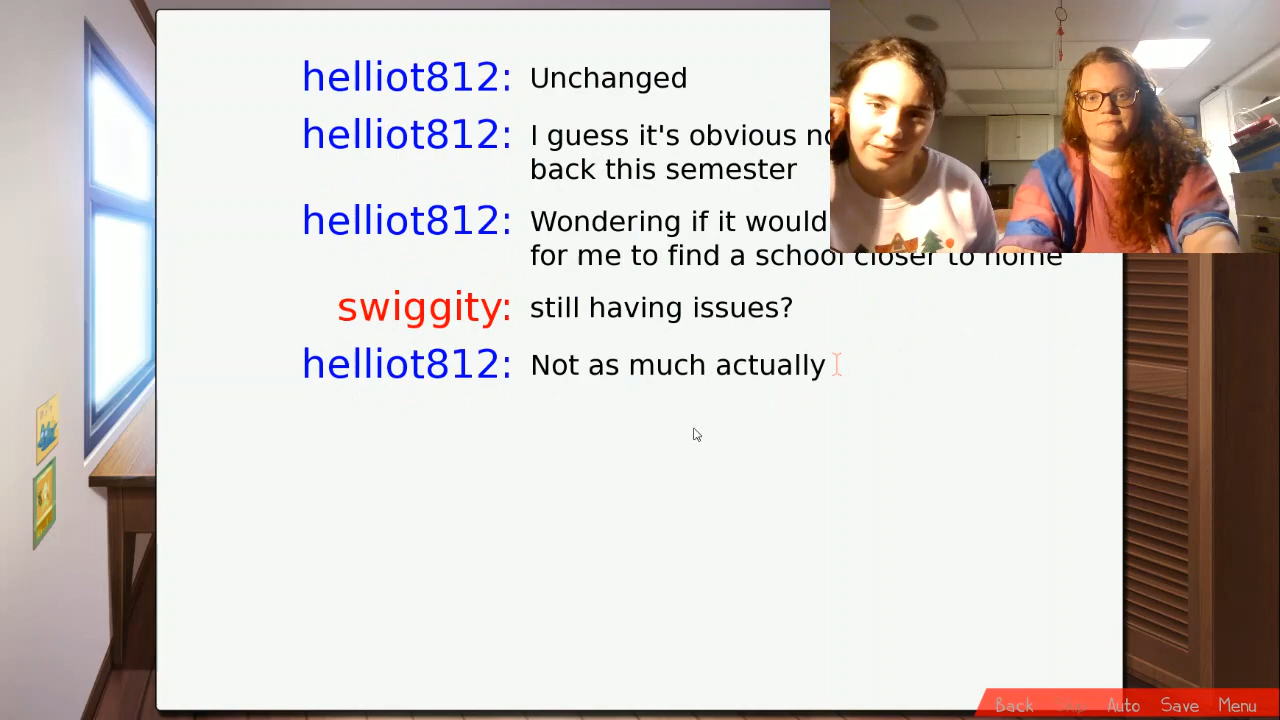 helliot812: Unchanged
helliot812: I guess it's obvious
back this semester
helliot812: Wondering if it would
for me to find a school closer to home
swiggity: still having issues?
helliot812: Not as much actually
Back Skip Auto Save Menu